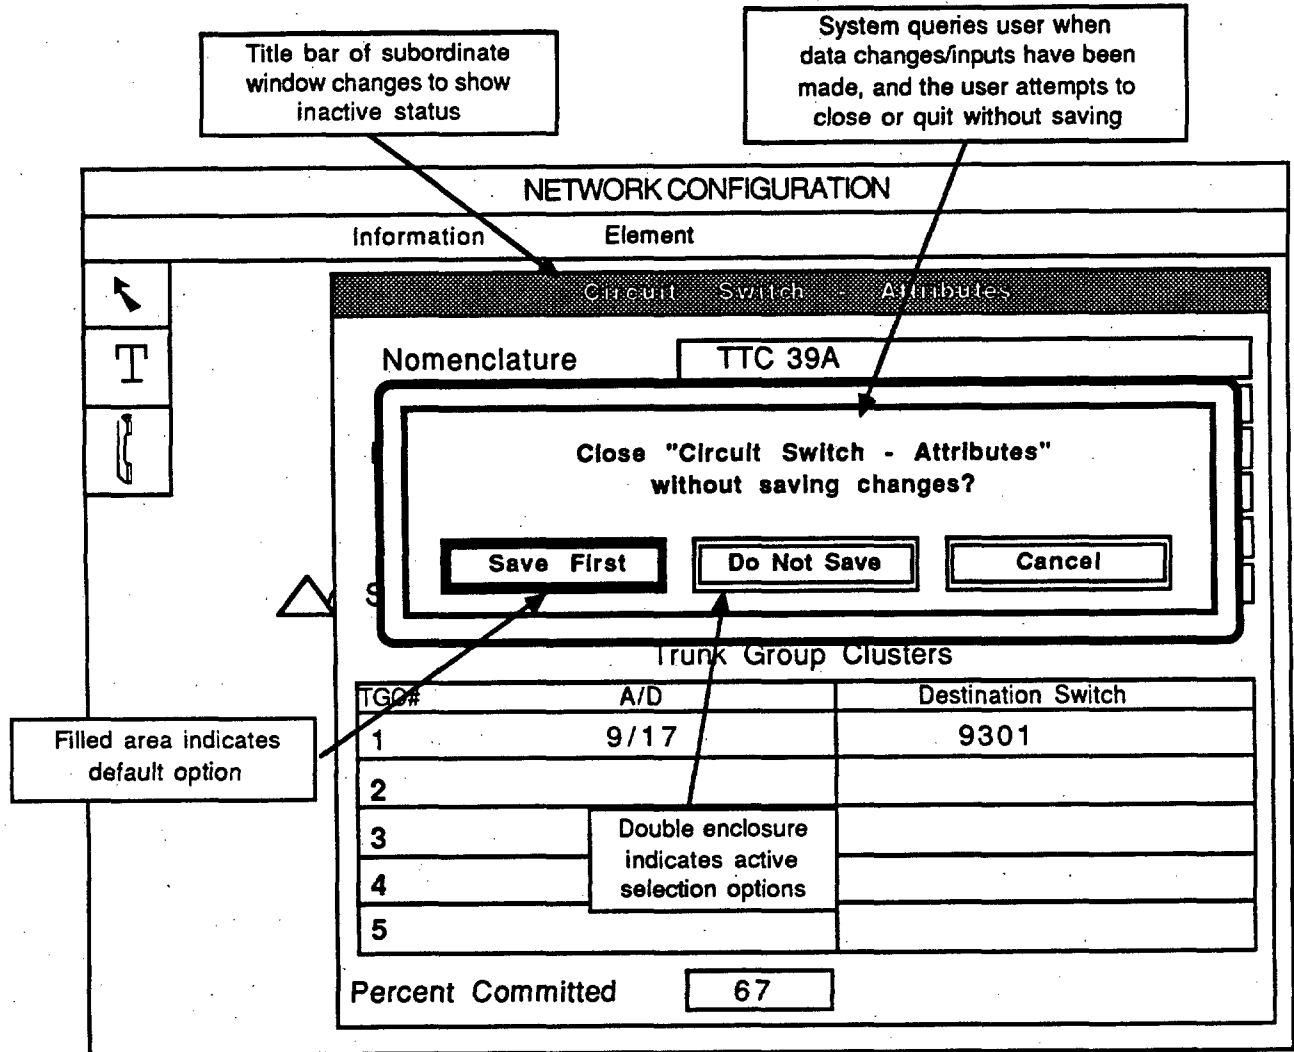 Title bar of subordinate
window changes to show
inactive status
System queries user when
data changes/inputs have been
made, and the user attempts to
close or quit without saving
NETWORK CONFIGURATION
Information Element
Circuit Switch - Attributes
T
Nomenclature TTC 39A
Close "Circuit Switch - Attributes"
without saving changes?
Save First Do Not Save Cancel
S
Trunk Group Clusters
TGC# A/D Destination Switch
1 9/17 9301
2
3
4
5
Filled area indicates
default option
Double enclosure
indicates active
selection options
Percent Committed 67